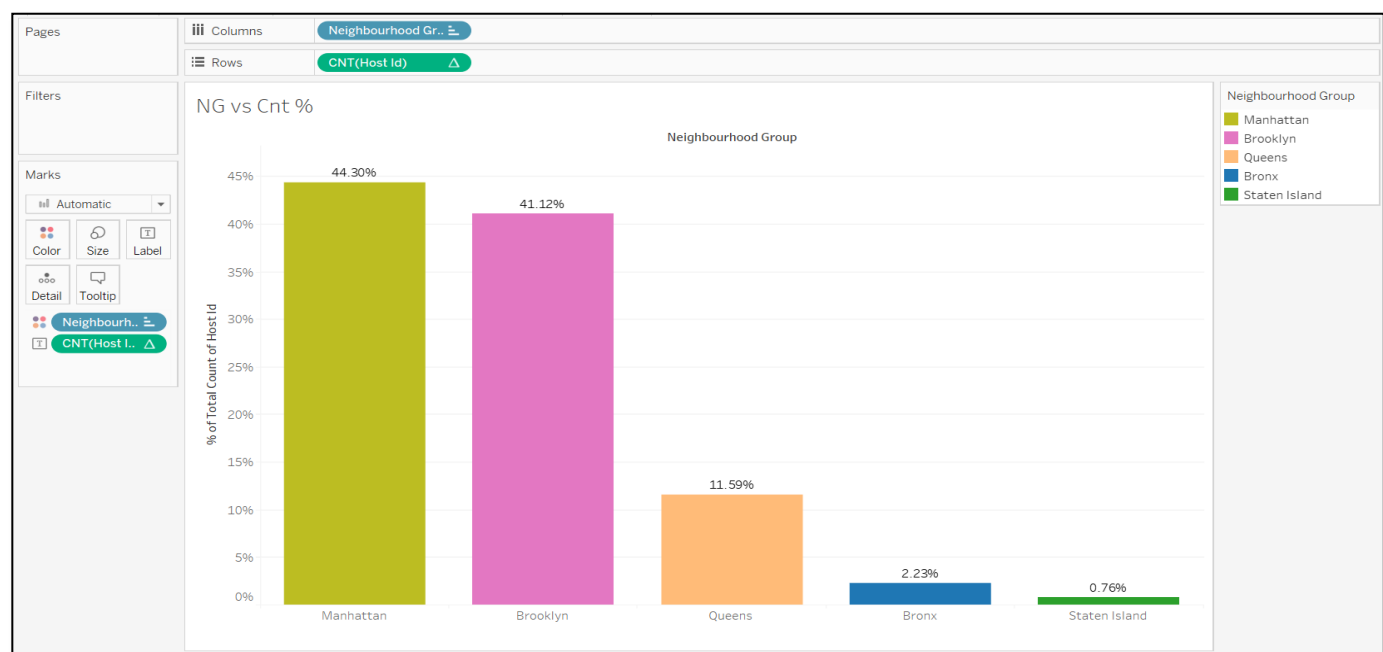 Pages
Columns
Neighbourhood Gr..
Rows
CNT(Host Id)
Filters
Marks
Automatic
Color
Size
Label
Detail
Tooltip
Neighbourh..
CNT(Host I..
NG vs Cnt %
Neighbourhood Group
% of Total Count of Host Id
45%
40%
35%
30%
25%
20%
15%
10%
5%
0%
44.30%
41.12%
11.59%
2.23%
0.76%
Manhattan
Brooklyn
Queens
Bronx
Staten Island
Neighbourhood Group
Manhattan
Brooklyn
Queens
Bronx
Staten Island